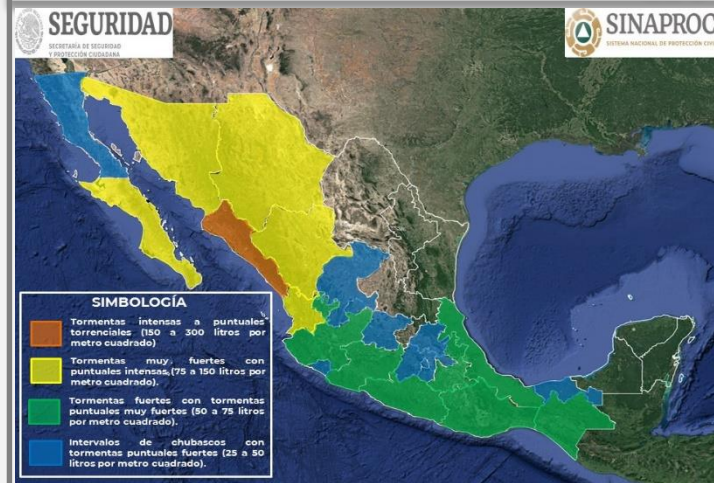 SEGURIDAD
SECRETARÍA DE SEGURIDAD
Y PROTECCIÓN CIUDADANA
SINAPROC
SISTEMA NACIONAL DE PROTECCIÓN CIVI
SIMBOLOGÍA
Tormentas intensas a puntuales
torrenciales (150 a 300 litros por
metro cuadrado)
Tormentas muy fuertes con
puntuales intensas,(75 a 150 litros por
metro cuadrado).
Tormentas fuertes con tormentas
puntuales muy fuertes (50 a 75 litros
por metro cuadrado).
Intervalos de chubascos con
tormentas puntuales fuertes (25 a 50
litros por metro cuadrado).